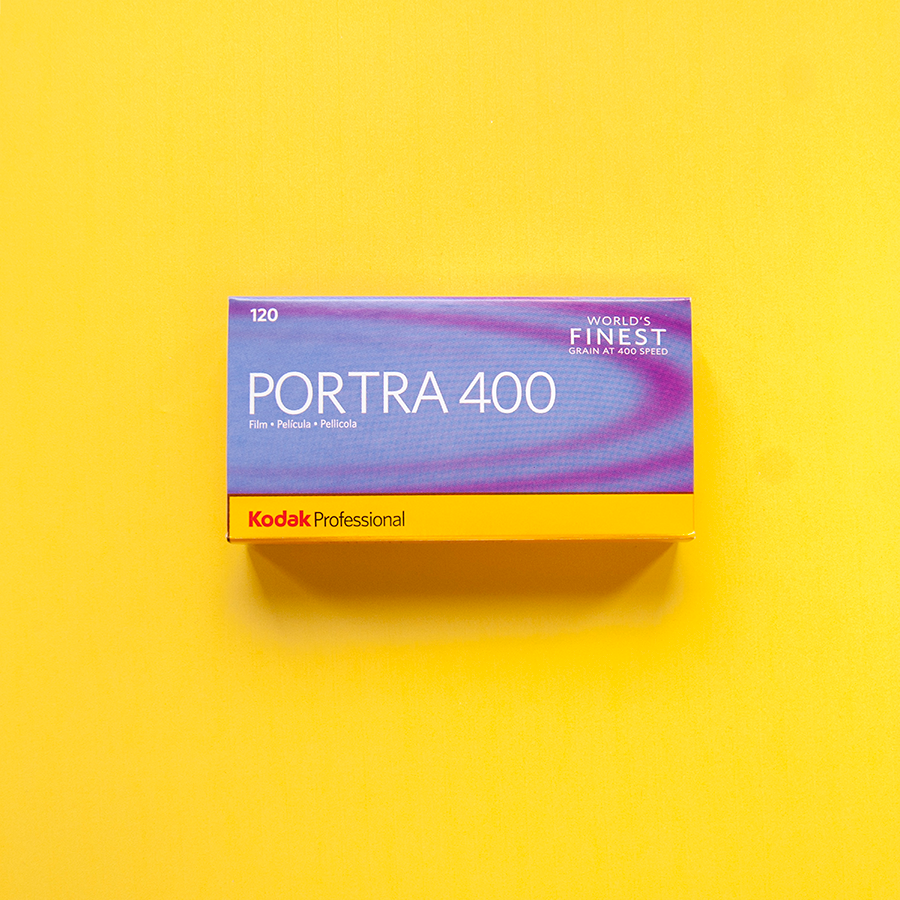 120
WORLD'S
FINEST
GRAIN AT 400 SPEED
PORTRA 400
Film • Película • Pellicola
Kodak Professional